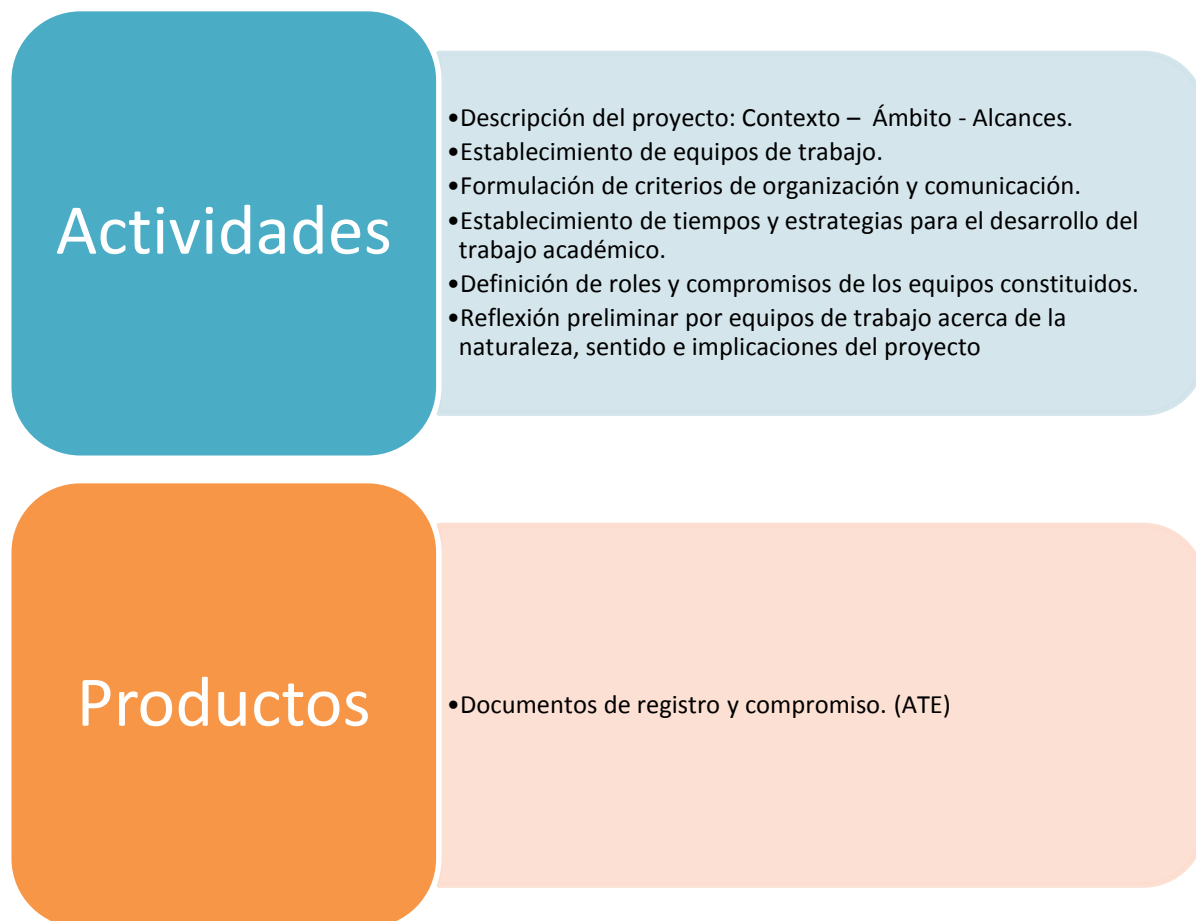 Actividades
•Descripción del proyecto: Contexto – Ámbito - Alcances.
•Establecimiento de equipos de trabajo.
•Formulación de criterios de organización y comunicación.
•Establecimiento de tiempos y estrategias para el desarrollo del
trabajo académico.
•Definición de roles y compromisos de los equipos constituidos.
•Reflexión preliminar por equipos de trabajo acerca de la
naturaleza, sentido e implicaciones del proyecto
Productos
•Documentos de registro y compromiso. (ATE)